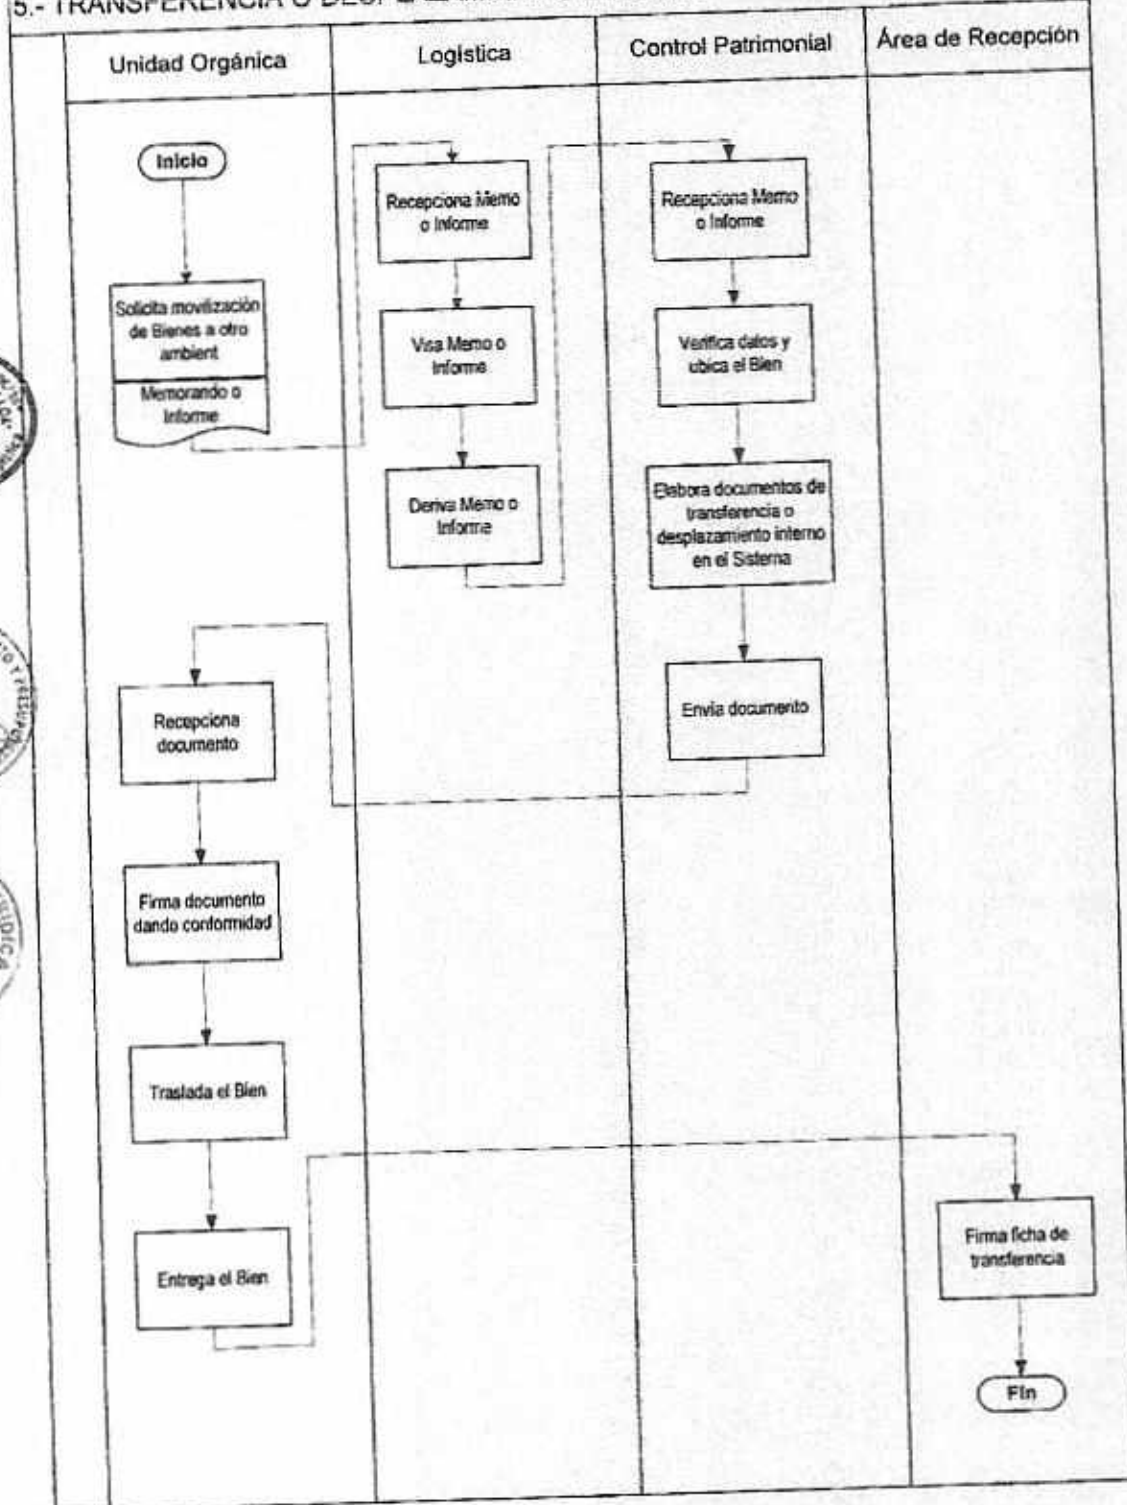 5.- TRANSFERENCIA O
Unidad Orgánica
Logística
Control Patrimonial
Área de Recepción
Inicio
Solicita movilización
de Bienes a otro
ambient
Memorando o
Informe
Recepciona Memo
o Informe
Visa Memo o
Informe
Deriva Memo o
Informe
Recepciona Memo
o Informe
Verifica datos y
ubica el Bien
Elabora documentos de
transferencia o
desplazamiento interno
en el Sistema
Envia documento
Recepciona
documento
Firma documento
dando conformidad
Traslada el Bien
Entrega el Bien
Firma ficha de
transferencia
Fin